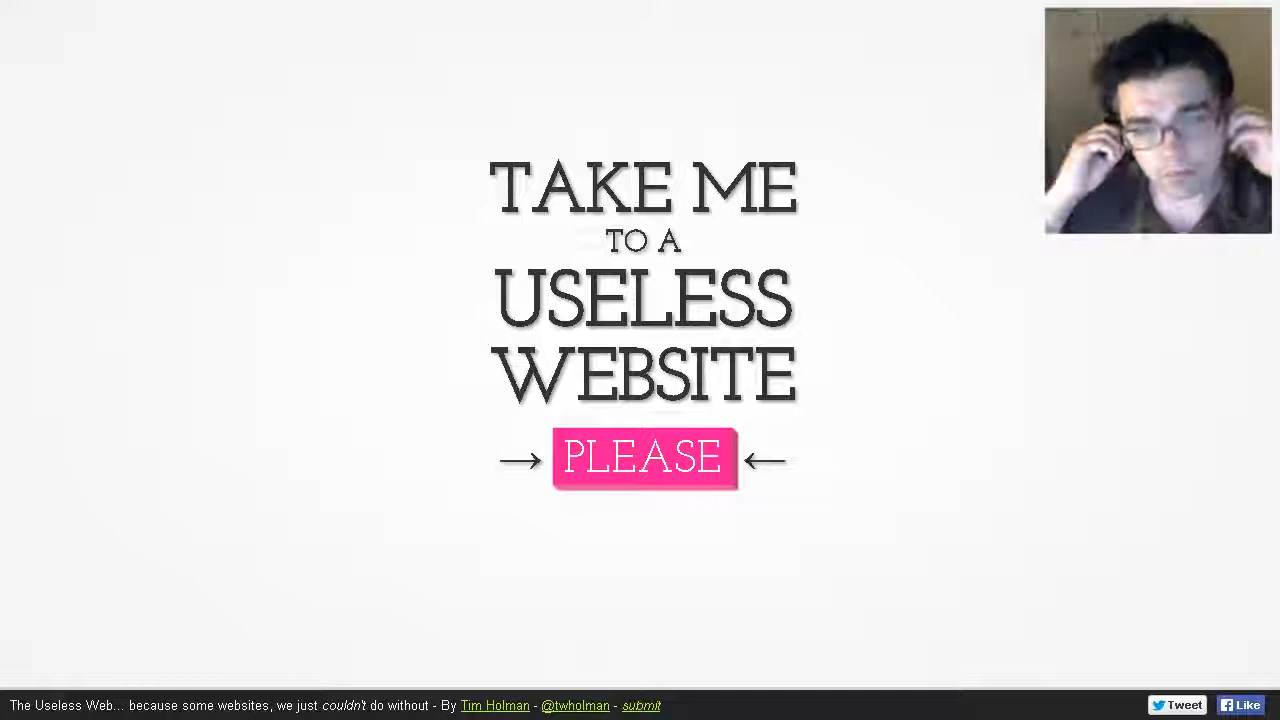 TAKE ME
TO A
USELESS
WEBSITE
→ PLEASE ←
The Useless Web... because some websites, we just couldn't do without - By Tim Holman - @twholman - submit
Tweet
Like